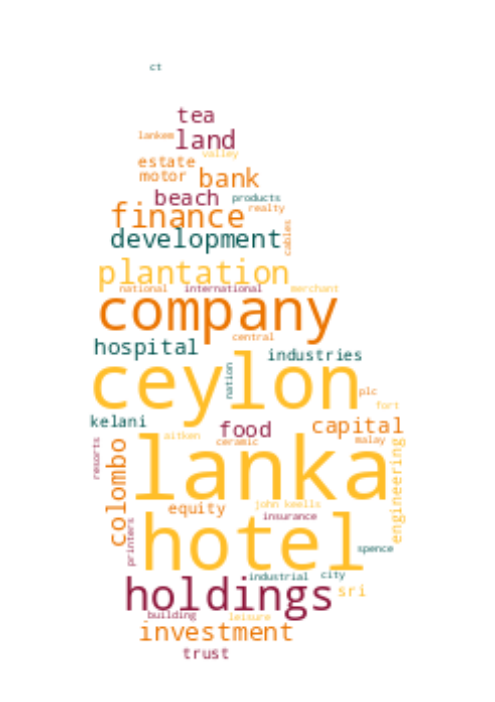 ct
tea
lankem land
valley
estate
motor bank
beach products
finance realty
development cables
plantation
national international merchant
company
central
hospital industries
ceylon nation plc
fort
kelani food capital
aitken ceramic malay
resorts colombo lanka engineering
equity john keells
insurance
printers hotel spence
industrial city
holdings sri
building leisure
investment
trust